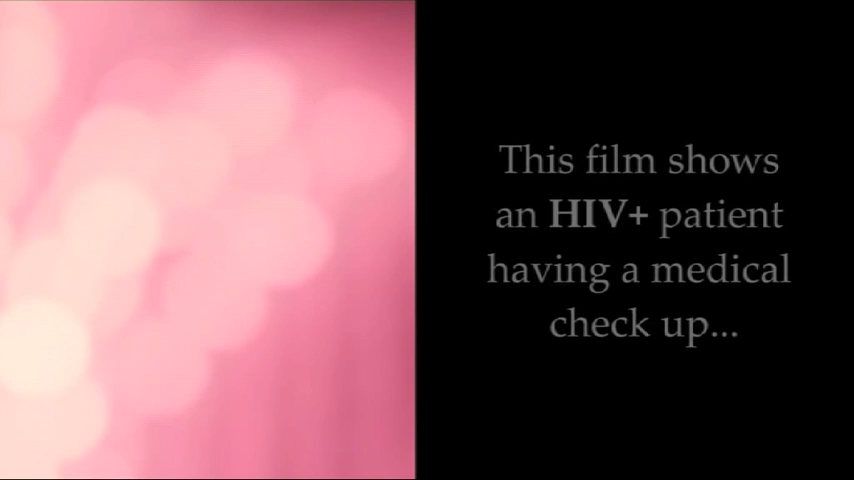 This film shows
an HIV+ patient
having a medical
check up...